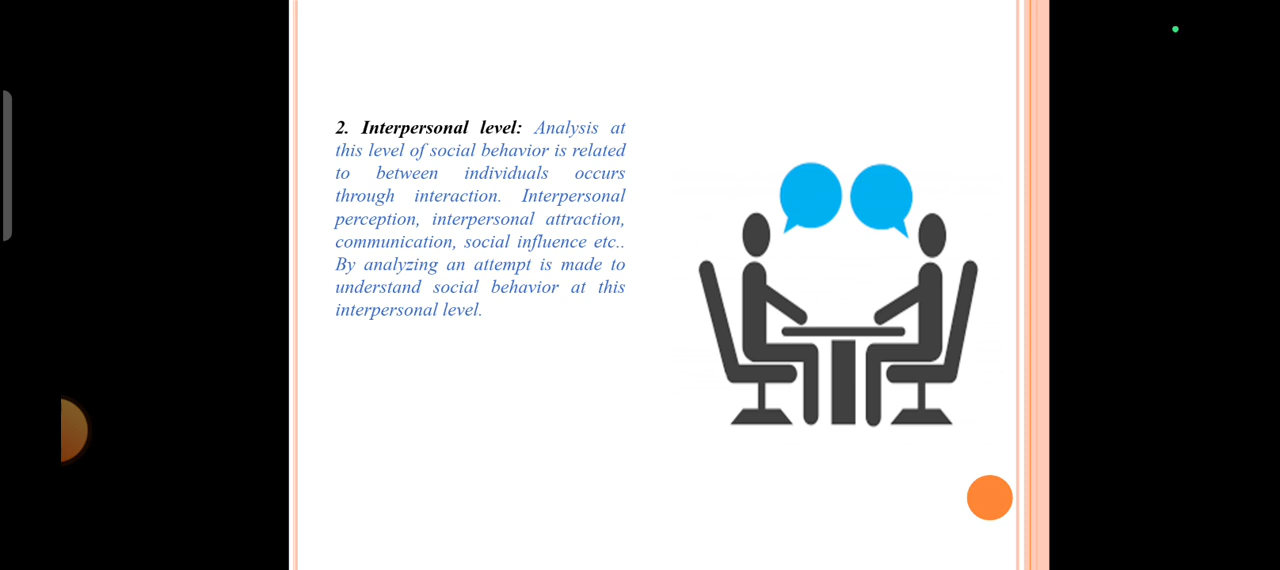 2. Interpersonal level: Analysis at
this level of social behavior is related
to between individuals occurs
through interaction. Interpersonal
perception, interpersonal attraction,
communication, social influence etc..
By analyzing an attempt is made to
understand social behavior at this
interpersonal level.